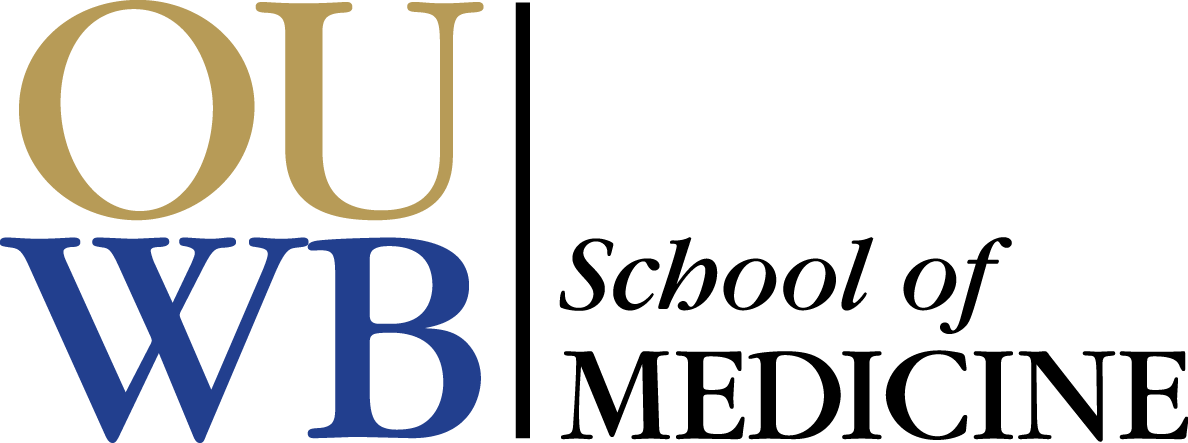 OU
WB
School of
MEDICINE